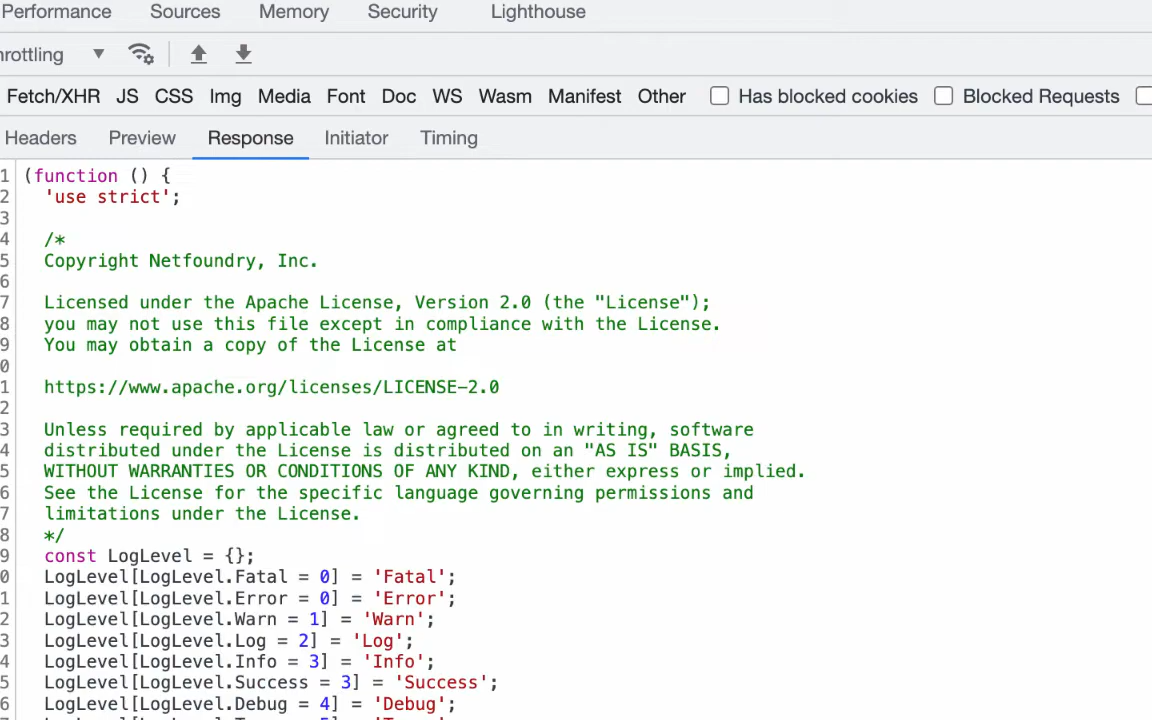 Performance Sources Memory Security Lighthouse
rottling
Fetch/XHR JS CSS Img Media Font Doc WS Wasm Manifest Other Has blocked cookies Blocked Requests
Headers Preview Response Initiator Timing
1 (function () {
2 'use strict';
3
4 /*
5 Copyright Netfoundry, Inc.
6
7 Licensed under the Apache License, Version 2.0 (the "License");
8 you may not use this file except in compliance with the License.
9 You may obtain a copy of the License at
0
1 https://www.apache.org/licenses/LICENSE-2.0
2
3 Unless required by applicable law or agreed to in writing, software
4 distributed under the License is distributed on an "AS IS" BASIS,
5 WITHOUT WARRANTIES OR CONDITIONS OF ANY KIND, either express or implied.
6 See the License for the specific language governing permissions and
7 limitations under the License.
8 */
9 const LogLevel = {};
0 LogLevel[LogLevel.Fatal = 0] = 'Fatal';
1 LogLevel[LogLevel.Error = 0] = 'Error';
2 LogLevel[LogLevel.Warn = 1] = 'Warn';
3 LogLevel[LogLevel.Log = 2] = 'Log';
4 LogLevel[LogLevel.Info = 3] = 'Info';
5 LogLevel[LogLevel.Success = 3] = 'Success';
6 LogLevel[LogLevel.Debug = 4] = 'Debug';